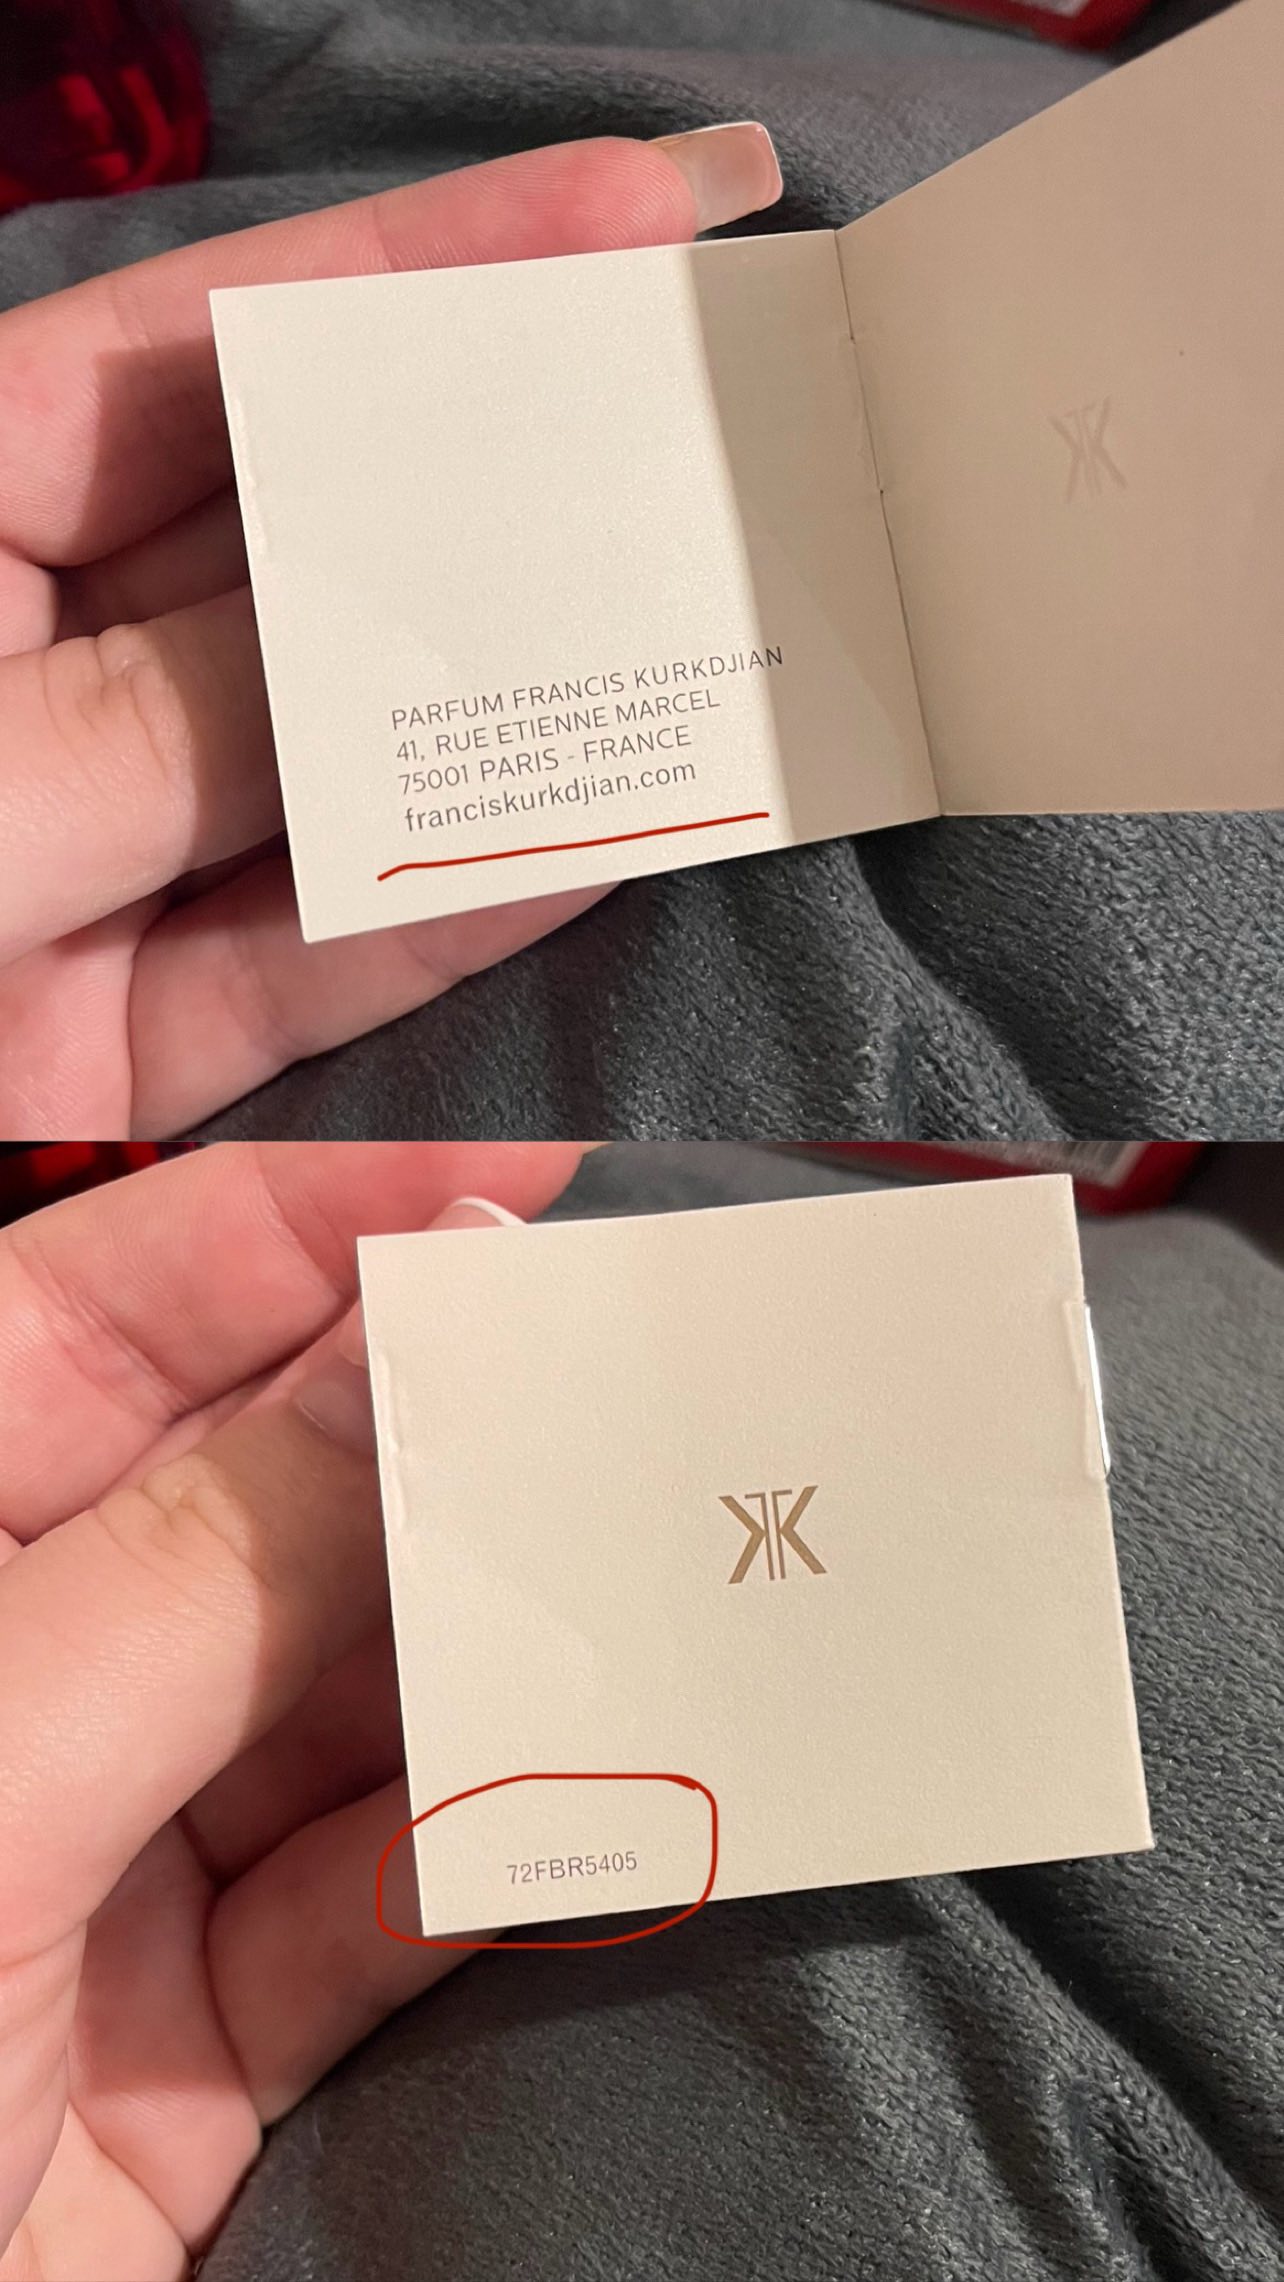 PARFUM FRANCIS KURKDJIAN
41, RUE ETIENNE MARCEL
75001 PARIS - FRANCE
franciskurkdjian.com
72FBR5405